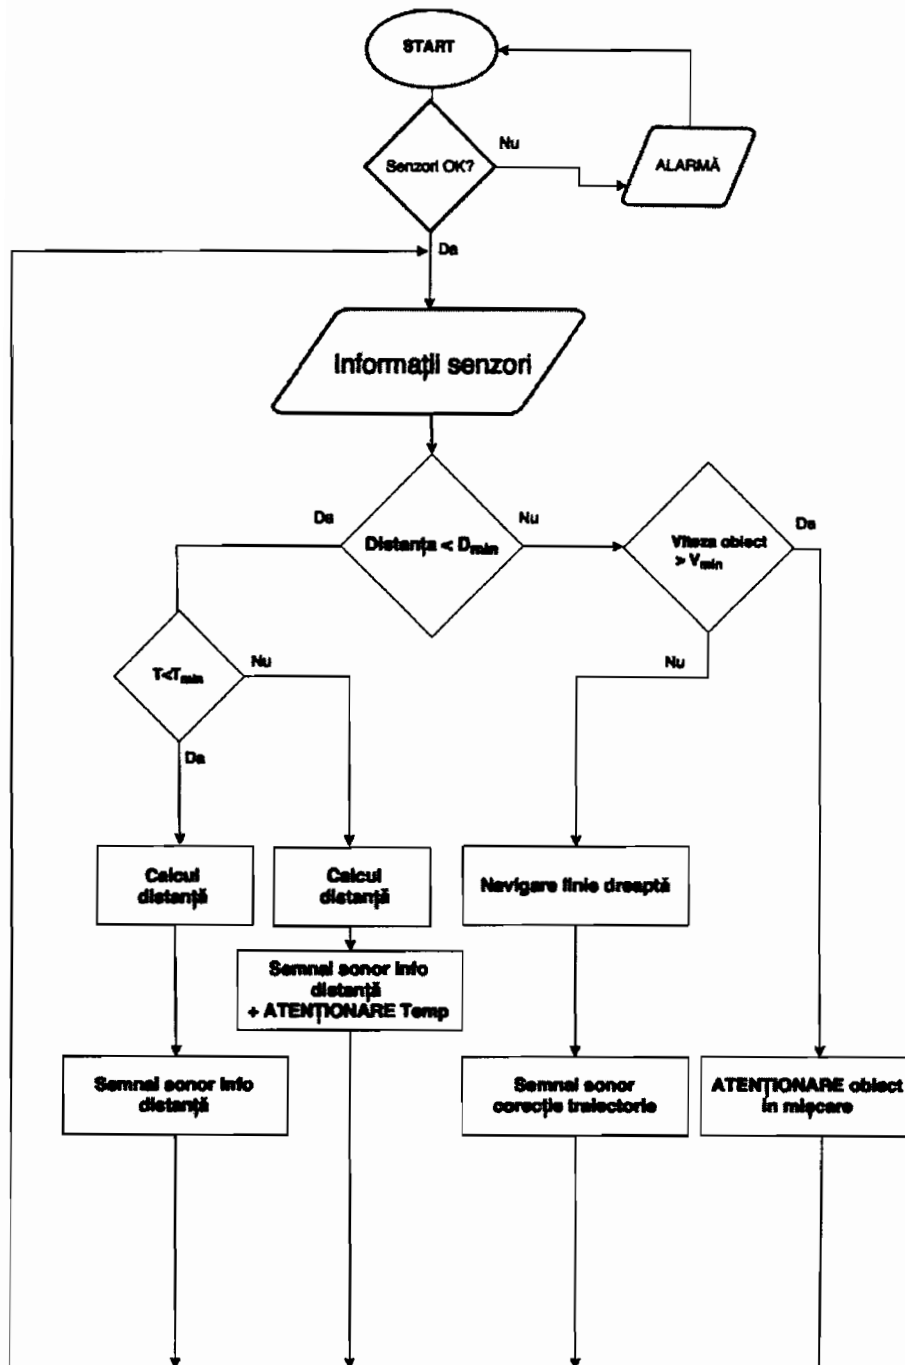 START
Nu
Senzori OK?
ALARMĂ
Da
Informații senzori
Da
Nu
Da
Distanța < Dmin
Viteza obiect
> Vmin
Nu
Nu
T<Tmin
Da
Calcul
distanță
Calcul
distanță
Navigare linie dreaptă
Semnal sonor info
distanță
+ ATENȚIONARE Temp
Semnal sonor info
distanță
Semnal sonor
corecție traiectorie
ATENȚIONARE obiect
în mișcare